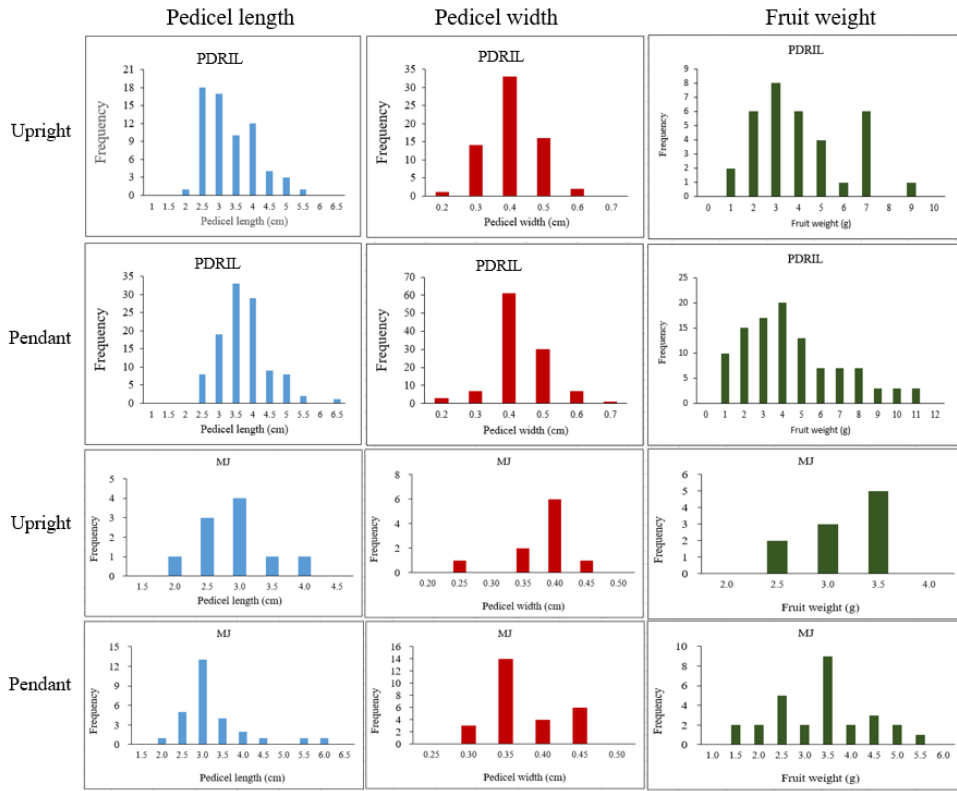 Pedicel length Pedicel width Fruit weight
Upright
PDRIL
Frequency
21
18
15
12
9
6
3
0
1 1.5 2 2.5 3 3.5 4 4.5 5 5.5 6 6.5
Pedicel length (cm)
PDRIL
Frequency
35
30
25
20
15
10
5
0
0.2 0.3 0.4 0.5 0.6 0.7
Pedicel width (cm)
PDRIL
Frequency
9
8
7
6
5
4
3
2
1
0
0 1 2 3 4 5 6 7 8 9 10
Fruit weight (g)
Pendant
PDRIL
Frequency
35
30
25
20
15
10
5
0
1 1.5 2 2.5 3 3.5 4 4.5 5 5.5 6 6.5
Pedicel length (cm)
PDRIL
Frequency
70
60
50
40
30
20
10
0
0.2 0.3 0.4 0.5 0.6 0.7
Pedicel width (cm)
PDRIL
Frequency
25
20
15
10
5
0
0 1 2 3 4 5 6 7 8 9 10 11 12
Fruit weight (g)
Upright
MJ
Frequency
5
4
3
2
1
0
1.5 2.0 2.5 3.0 3.5 4.0 4.5
Pedicel length (cm)
MJ
Frequency
8
6
4
2
0
0.20 0.25 0.30 0.35 0.40 0.45 0.50
Pedicel width (cm)
MJ
Frequency
6
5
4
3
2
1
0
2.0 2.5 3.0 3.5 4.0
Fruit weight (g)
Pendant
MJ
Frequency
15
12
9
6
3
0
1.5 2.0 2.5 3.0 3.5 4.0 4.5 5.0 5.5 6.0 6.5
Pedicel length (cm)
MJ
Frequency
16
14
12
10
8
6
4
2
0
0.25 0.30 0.35 0.40 0.45 0.50
Pedicel width (cm)
MJ
Frequency
10
8
6
4
2
0
1.0 1.5 2.0 2.5 3.0 3.5 4.0 4.5 5.0 5.5 6.0
Fruit weight (g)